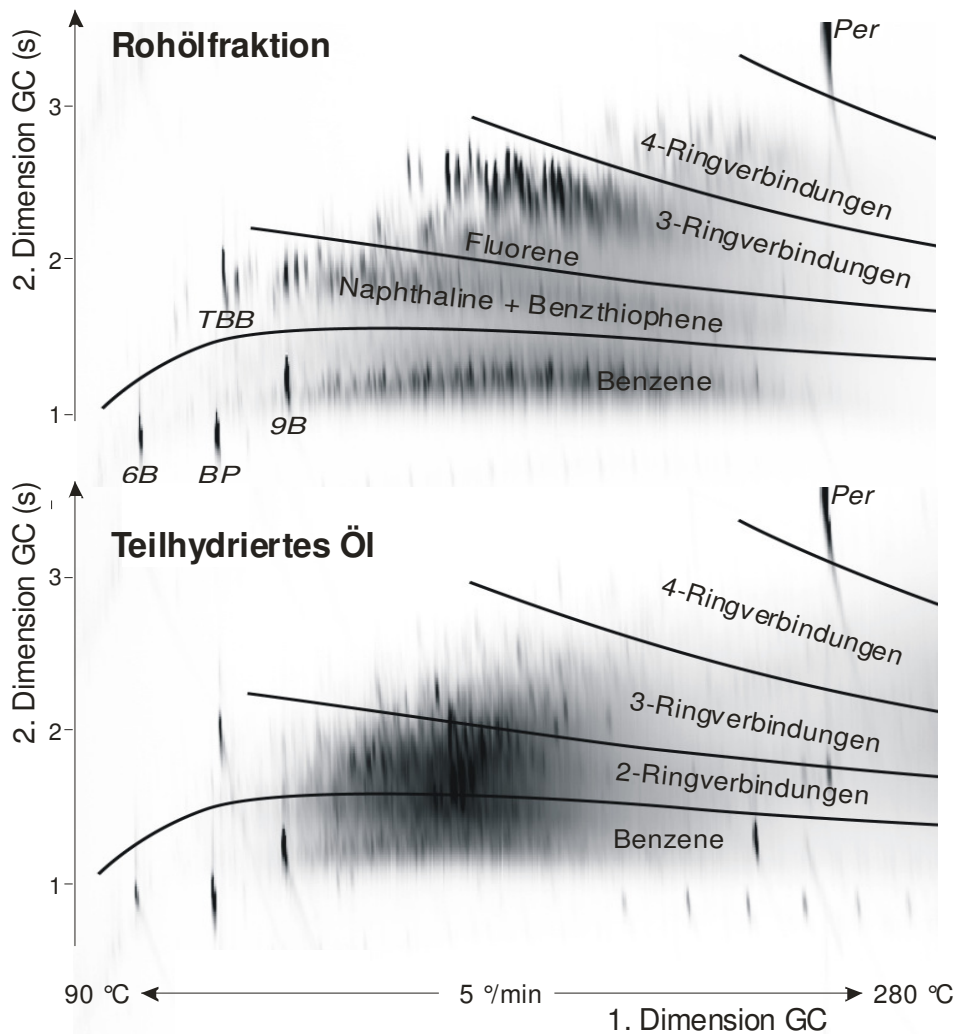 Rohölfraktion
2. Dimension GC (s)
3
2
1
Per
4-Ringverbindungen
3-Ringverbindungen
Fluorene
Naphthaline + Benzthiophene
TBB
Benzene
9B
6B
BP
Teilhydriertes Öl
2. Dimension GC (s)
3
2
1
Per
4-Ringverbindungen
3-Ringverbindungen
2-Ringverbindungen
Benzene
90 °C 5 °/min 280 °C
1. Dimension GC